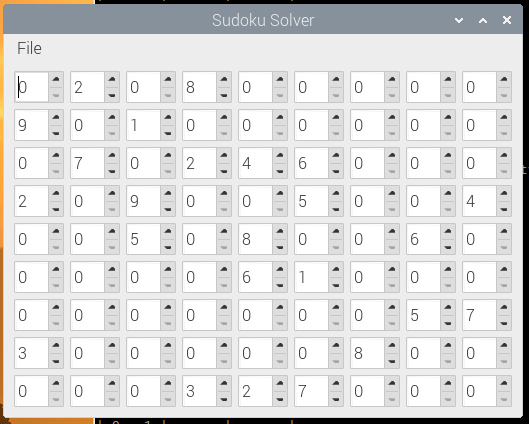 Sudoku Solver
File
0 2 0 8 0 0 0 0 0
9 0 1 0 0 0 0 0 0
0 7 0 2 4 6 0 0 0
2 0 9 0 0 5 0 0 4
0 0 5 0 8 0 0 6 0
0 0 0 0 6 1 0 0 0
0 0 0 0 0 0 0 5 7
3 0 0 0 0 0 8 0 0
0 0 0 3 2 7 0 0 0